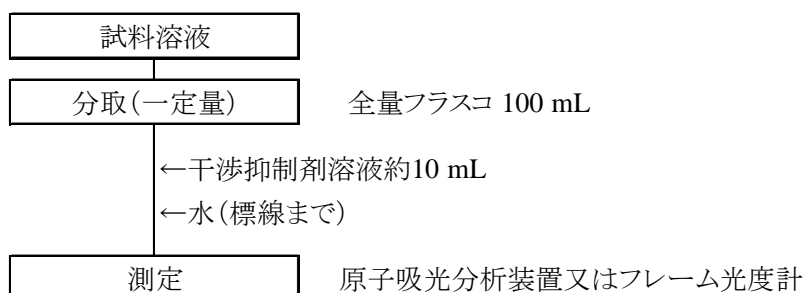 試料溶液
分取(一定量) 全量フラスコ 100 mL
←干渉抑制剤溶液約10 mL
←水(標線まで)
測定 原子吸光分析装置又はフレーム光度計